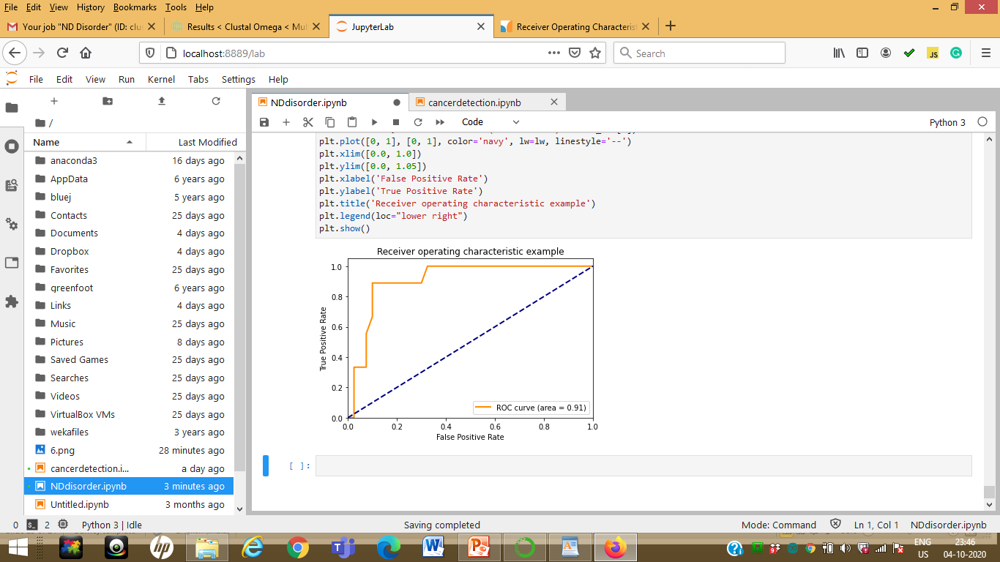 File Edit View History Bookmarks Tools Help
Your job "ND Disorder" (ID: clu
Results < Clustal Omega < Mul
JupyterLab
Receiver Operating Characterist
localhost:8889/lab
Search
File Edit View Run Kernel Tabs Settings Help
NDdisorder.ipynb
cancerdetection.ipynb
/
Code
Python 3
Name Last Modified
anaconda3 16 days ago
AppData 6 years ago
bluej 5 years ago
Contacts 25 days ago
Documents 4 days ago
Dropbox 4 days ago
Favorites 25 days ago
greenfoot 6 years ago
Links 4 days ago
Music 25 days ago
Pictures 8 days ago
Saved Games 25 days ago
Searches 25 days ago
Videos 25 days ago
VirtualBox VMs 25 days ago
wekafiles 3 years ago
6.png 28 minutes ago
cancerdetection.i... a day ago
NDdisorder.ipynb 3 minutes ago
Untitled.ipynb 3 months ago
plt.plot([0, 1], [0, 1], color='navy', lw=lw, linestyle='--')
plt.xlim([0.0, 1.0])
plt.ylim([0.0, 1.05])
plt.xlabel('False Positive Rate')
plt.ylabel('True Positive Rate')
plt.title('Receiver operating characteristic example')
plt.legend(loc="lower right")
plt.show()
Receiver operating characteristic example
True Positive Rate
1.0
0.8
0.6
0.4
0.2
0.0
ROC curve (area = 0.91)
0.0 0.2 0.4 0.6 0.8 1.0
False Positive Rate
[ ]:
0 2 Python 3 | Idle
Saving completed
Mode: Command
Ln 1, Col 1
NDdisorder.ipynb
ENG
US
23:46
04-10-2020